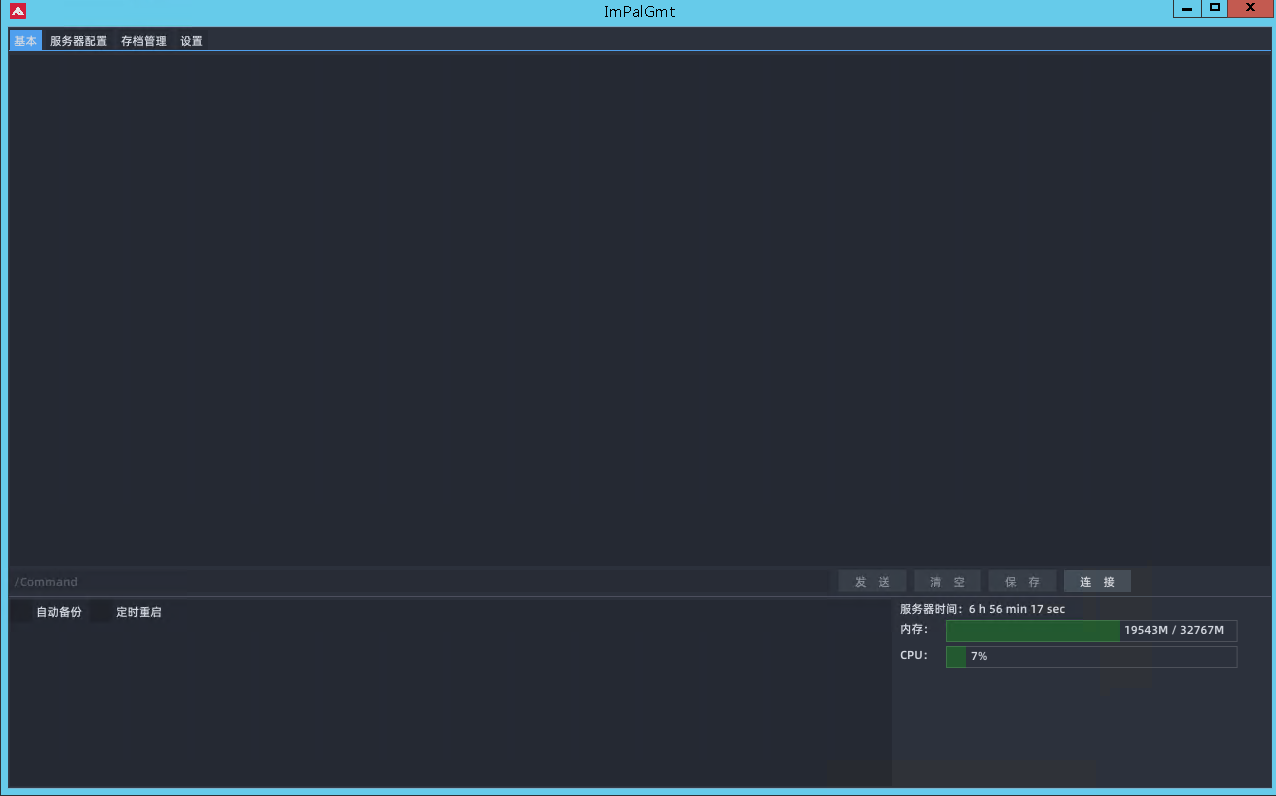 ImPalGmt
基本 服务器配置 存档管理 设置
/Command 发 送 清 空 保 存 连 接
自动备份 定时重启
服务器时间: 6 h 56 min 17 sec
内存: 19543M / 32767M
CPU: 7%